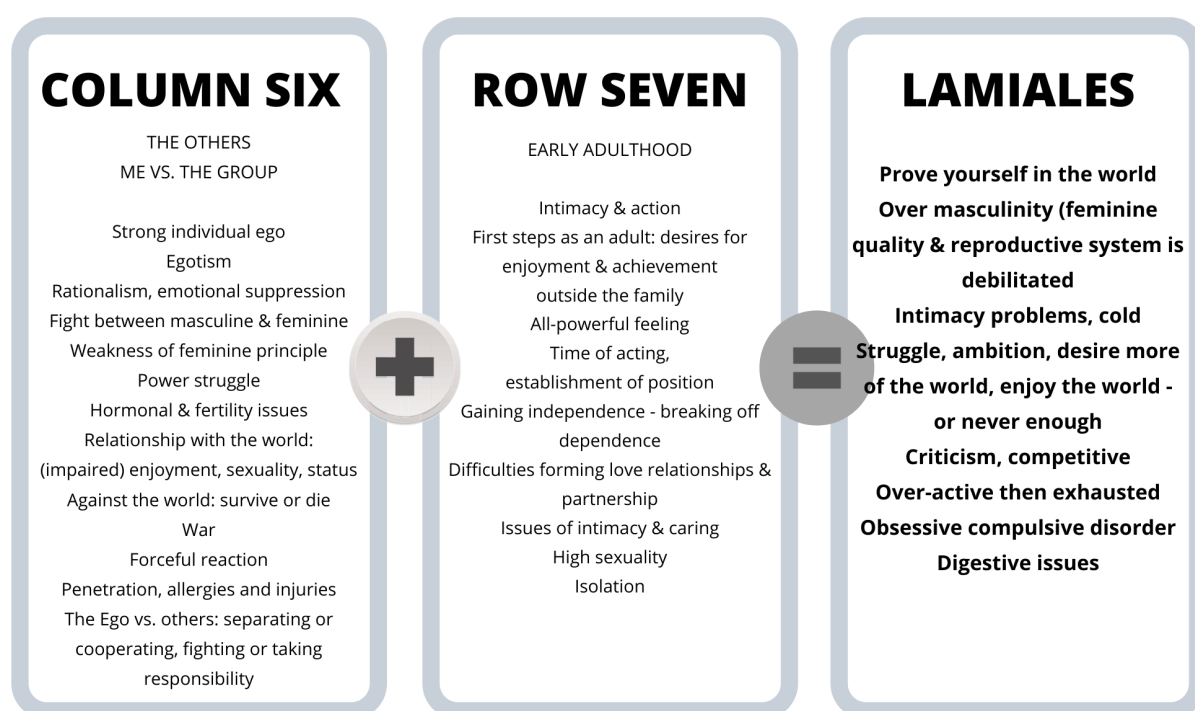 COLUMN SIX
THE OTHERS
ME VS. THE GROUP
Strong individual ego
Egotism
Rationalism, emotional suppression
Fight between masculine & feminine
Weakness of feminine principle
Power struggle
Hormonal & fertility issues
Relationship with the world:
(impaired) enjoyment, sexuality, status
Against the world: survive or die
War
Forceful reaction
Penetration, allergies and injuries
The Ego vs. others: separating or
cooperating, fighting or taking
responsibility
ROW SEVEN
EARLY ADULTHOOD
Intimacy & action
First steps as an adult: desires for
enjoyment & achievement
outside the family
All-powerful feeling
Time of acting,
establishment of position
Gaining independence - breaking off
dependence
Difficulties forming love relationships &
partnership
Issues of intimacy & caring
High sexuality
Isolation
LAMIALES
Prove yourself in the world
Over masculinity (feminine
quality & reproductive system is
debilitated
Intimacy problems, cold
Struggle, ambition, desire more
of the world, enjoy the world -
or never enough
Criticism, competitive
Over-active then exhausted
Obsessive compulsive disorder
Digestive issues